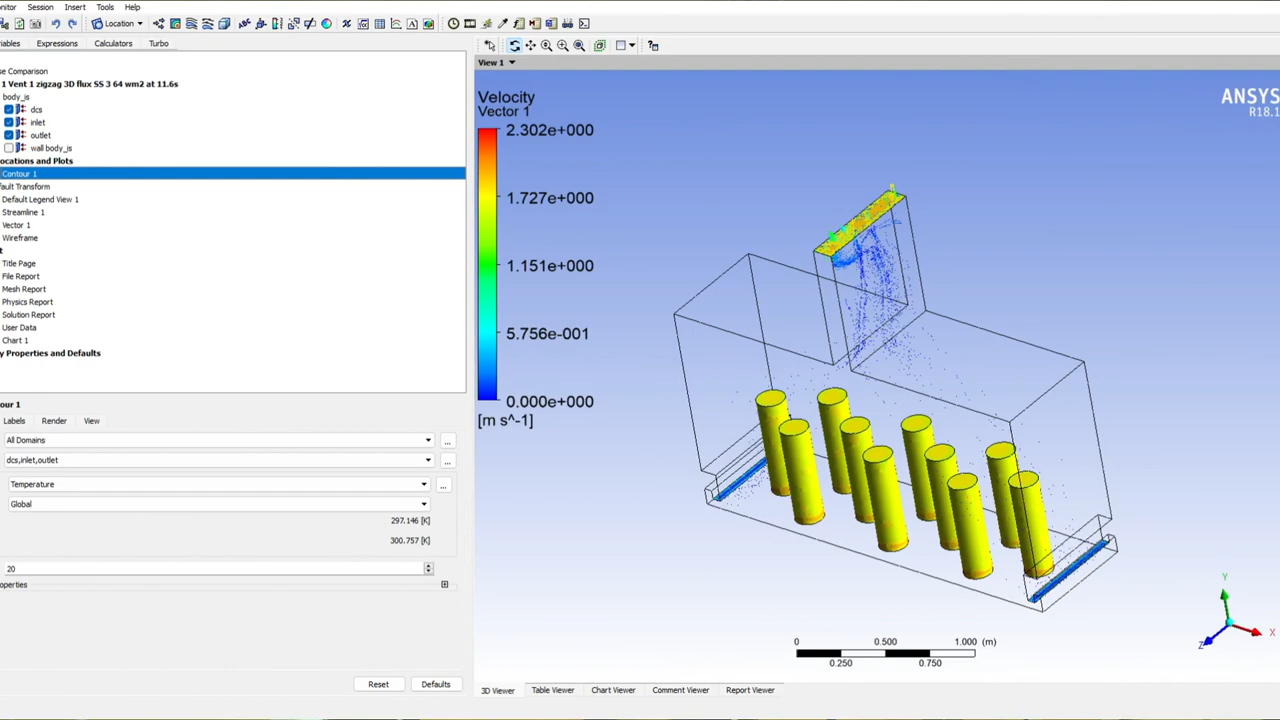 nitor Session Insert Tools Help
Location
riables Expressions Calculators Turbo
se Comparison
1 Vent 1 zigzag 3D flux SS 3 64 wm2 at 11.6s
body_is
dcs
inlet
outlet
wall body_is
ocations and Plots
Contour 1
fault Transform
Default Legend View 1
Streamline 1
Vector 1
Wireframe
t
Title Page
File Report
Mesh Report
Physics Report
Solution Report
User Data
Chart 1
y Properties and Defaults
our 1
Labels Render View
All Domains
...
dcs,inlet,outlet
...
Temperature
...
Global
297.146 [K]
300.757 [K]
20
operties
Reset Defaults
View 1
Velocity
Vector 1
2.302e+000
1.727e+000
1.151e+000
5.756e-001
0.000e+000
[m s^-1]
ANSYS
R18.1
0 0.500 1.000 (m)
0.250 0.750
Y
X
Z
3D Viewer Table Viewer Chart Viewer Comment Viewer Report Viewer